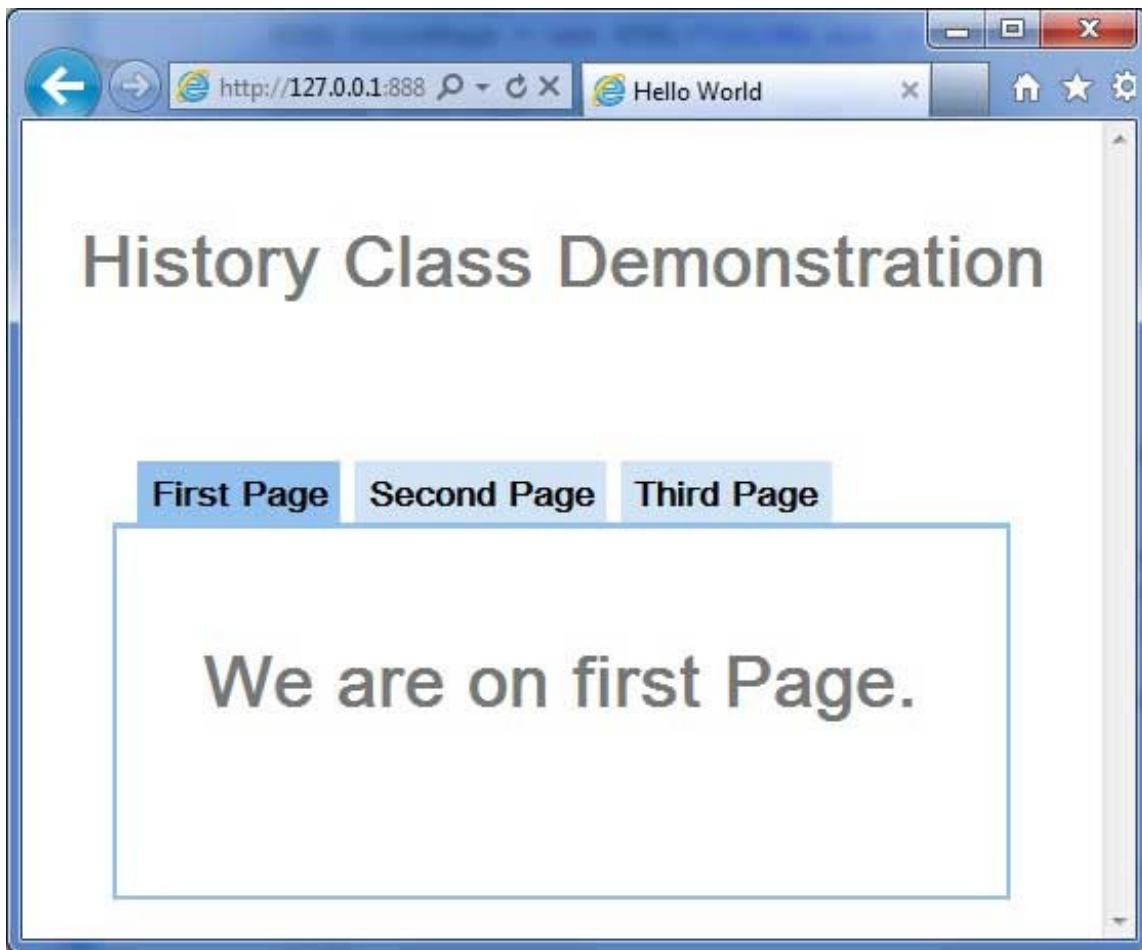 http://127.0.0.1:888 Hello World
History Class Demonstration
First Page Second Page Third Page
We are on first Page.